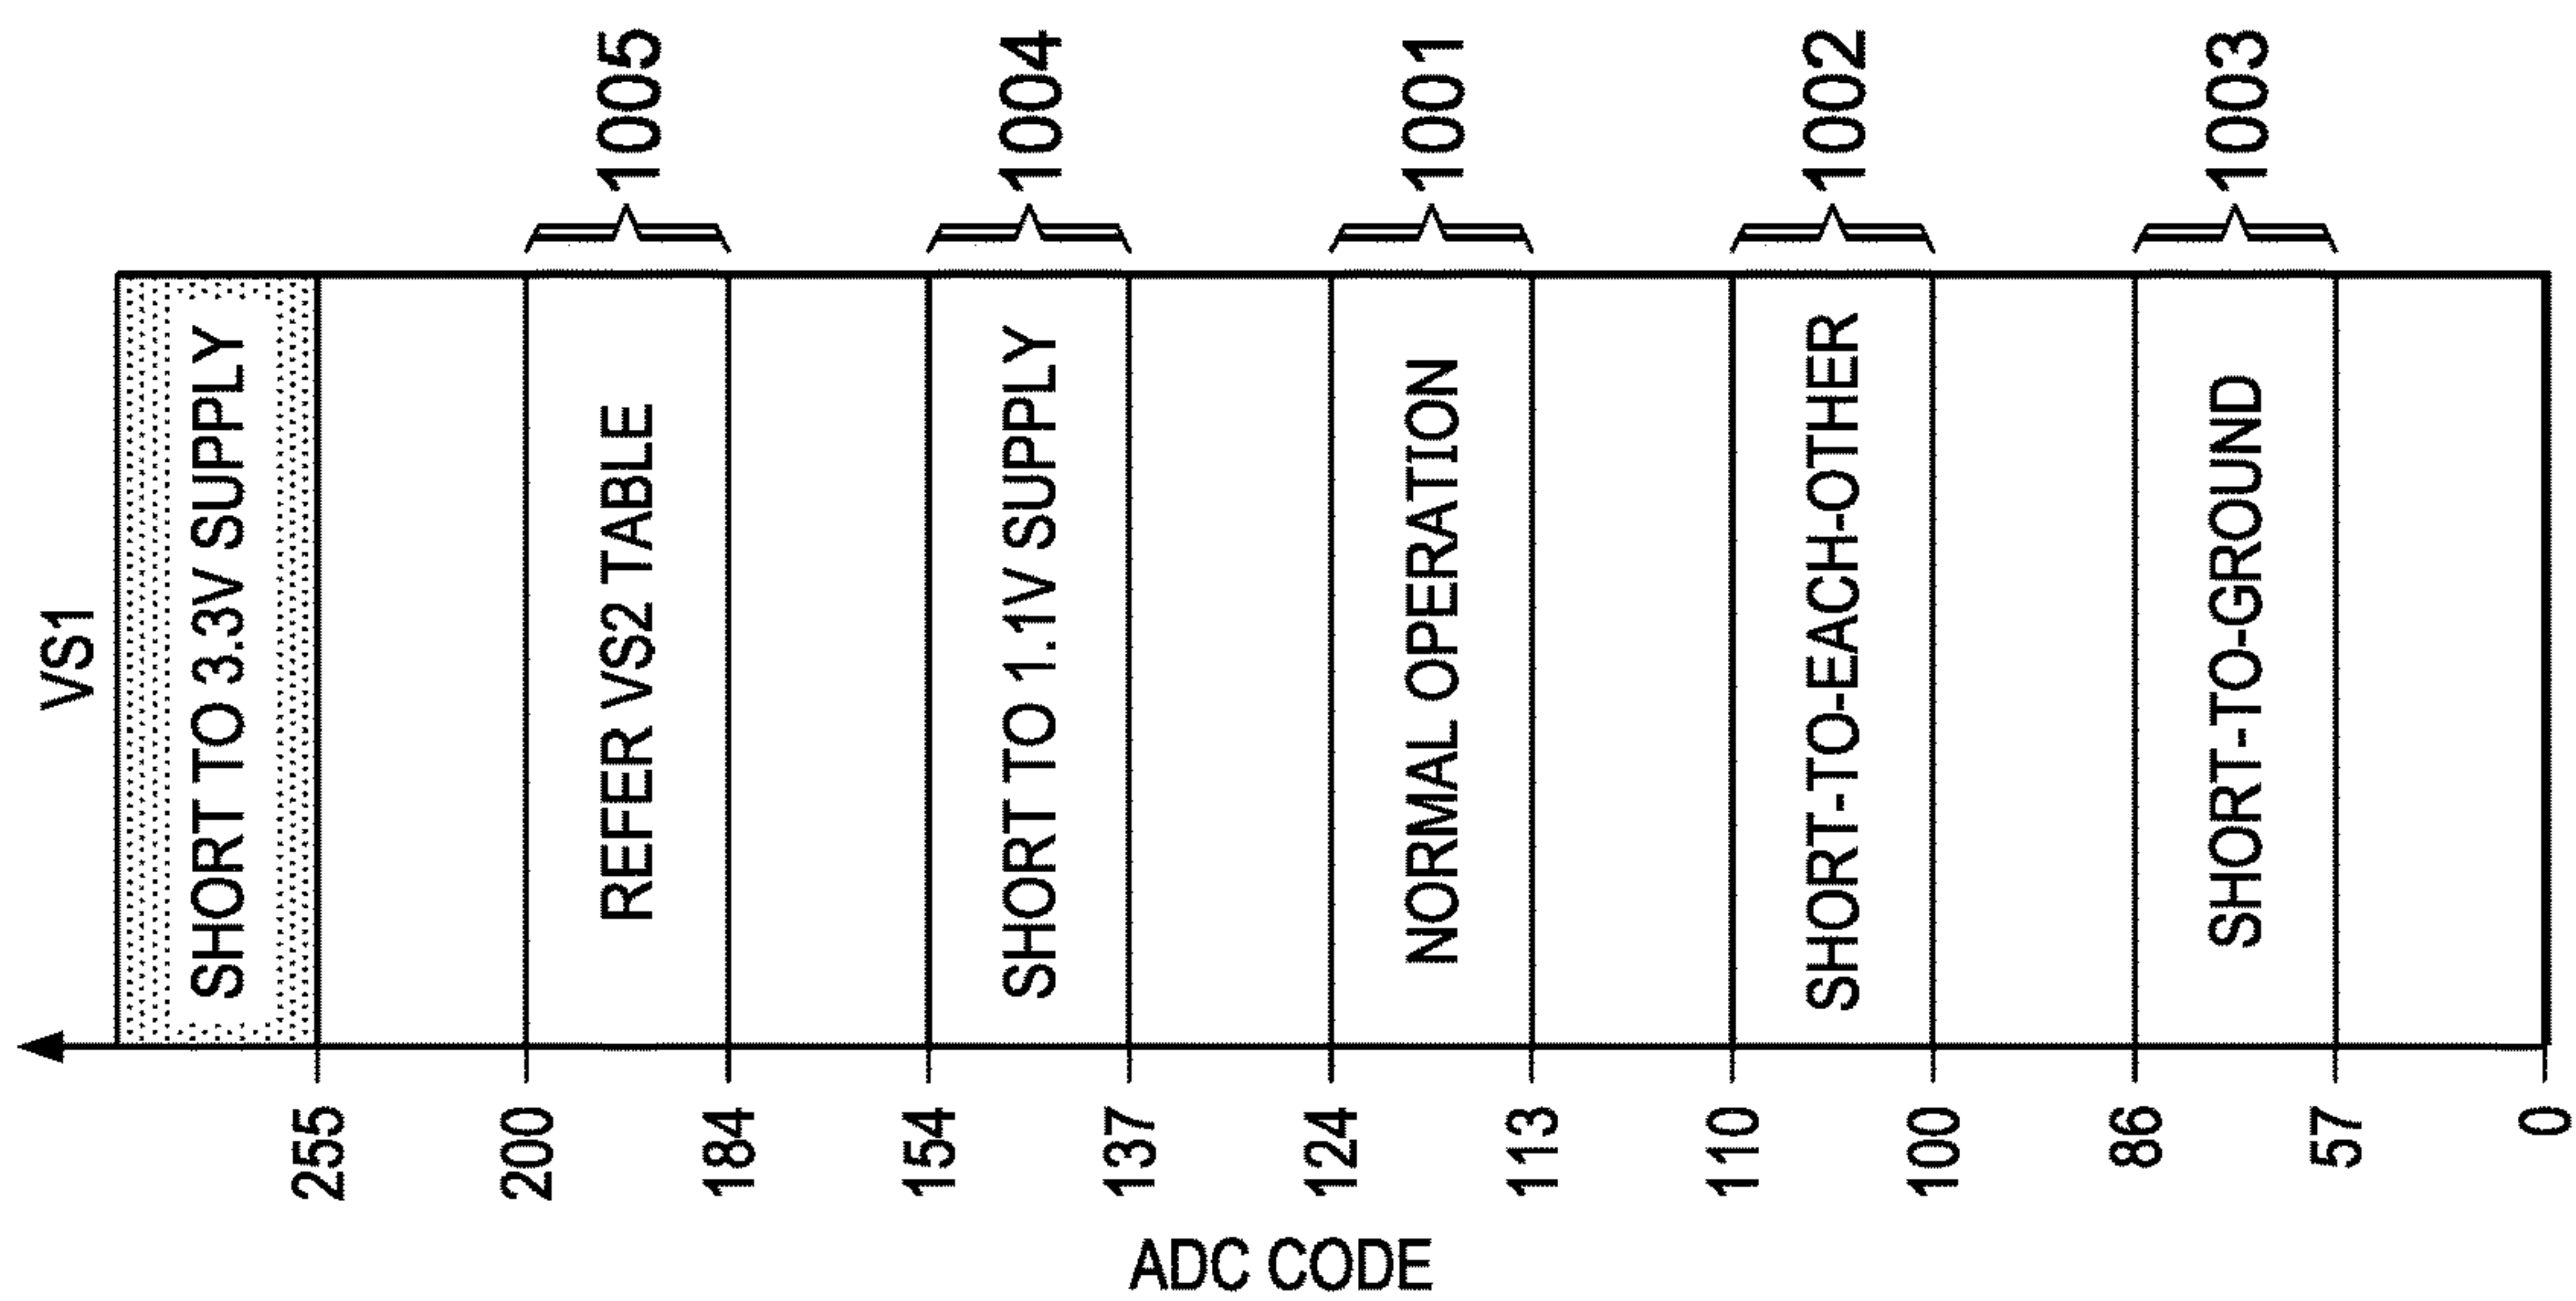 VS1
SHORT TO 3.3V SUPPLY
255
200
REFER VS2 TABLE
1005
184
154
SHORT TO 1.1V SUPPLY
1004
137
124
NORMAL OPERATION
1001
113
110
SHORT-TO-EACH-OTHER
1002
100
86
SHORT-TO-GROUND
1003
57
0
ADC CODE